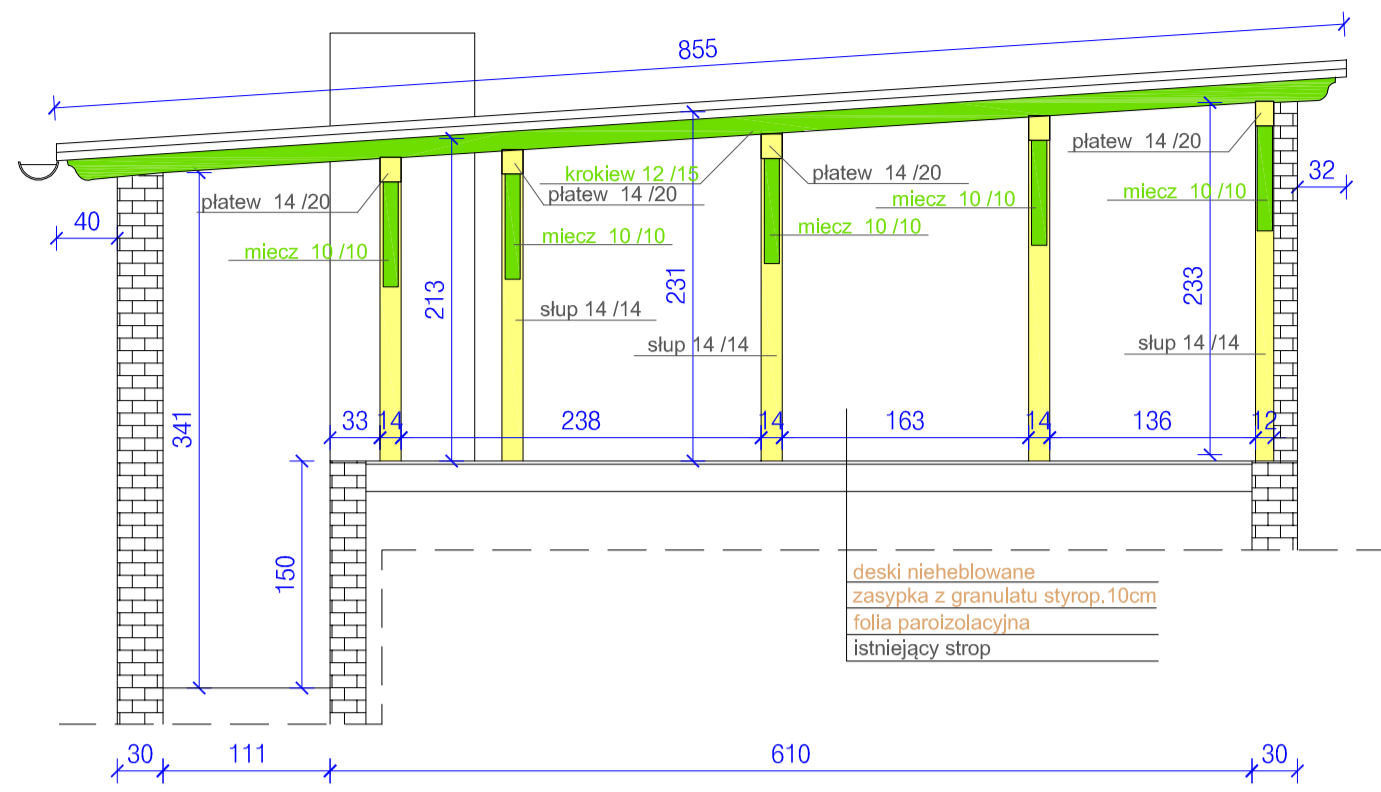 855
płatew 14 /20
32
krokiew 12 /15
płatew 14 /20
miecz 10 /10
płatew 14 /20
płatew 14 /20
miecz 10 /10
40
miecz 10 /10
miecz 10 /10
miecz 10 /10
213
231
233
słup 14 /14
słup 14 /14
słup 14 /14
341
33
14
238
14
163
14
136
12
150
deski nieheblowane
zasypka z granulatu styrop.10cm
folia paroizolacyjna
istniejący strop
30
111
610
30